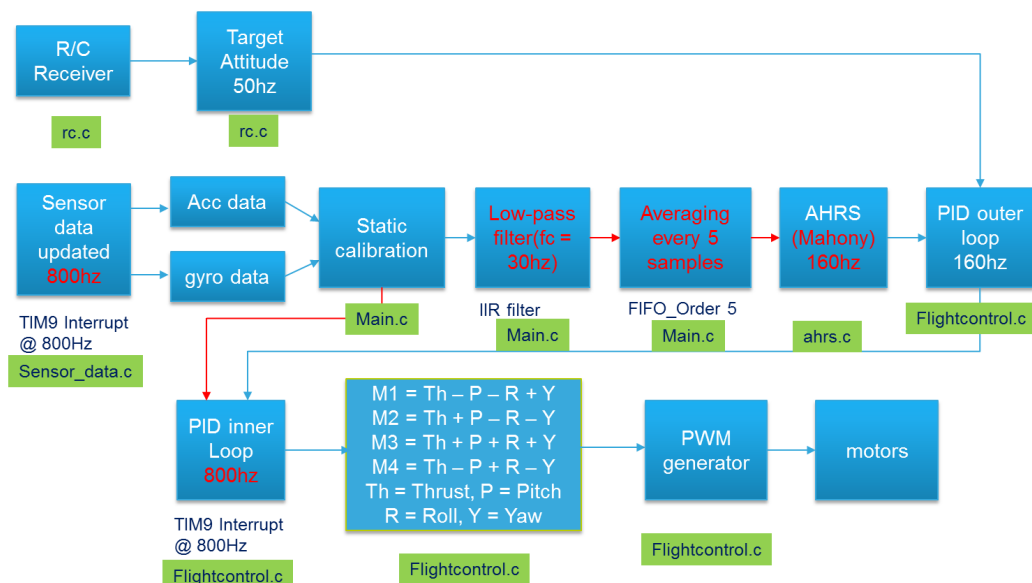 R/C
Receiver
Target
Attitude
50hz
rc.c
rc.c
Sensor
data
updated
800hz
Acc data
gyro data
Static
calibration
Low-pass
filter(fc =
30hz)
Averaging
every 5
samples
AHRS
(Mahony)
160hz
PID outer
loop
160hz
TIM9 Interrupt
@ 800Hz
Sensor_data.c
Main.c
IIR filter
Main.c
FIFO_Order 5
Main.c
ahrs.c
Flightcontrol.c
PID inner
Loop
800hz
M1 = Th – P – R + Y
M2 = Th + P – R – Y
M3 = Th + P + R + Y
M4 = Th – P + R – Y
Th = Thrust, P = Pitch
R = Roll, Y = Yaw
PWM
generator
motors
TIM9 Interrupt
@ 800Hz
Flightcontrol.c
Flightcontrol.c
Flightcontrol.c